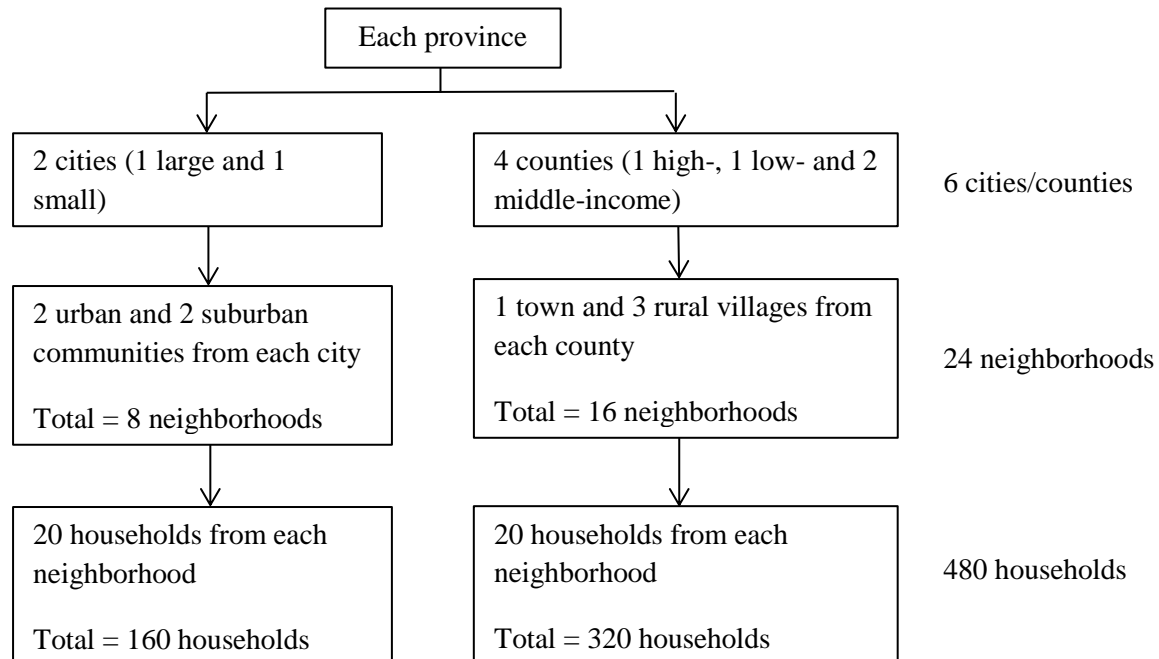 Each province
2 cities (1 large and 1
small)
4 counties (1 high-, 1 low- and 2
middle-income)
6 cities/counties
2 urban and 2 suburban
communities from each city
Total = 8 neighborhoods
1 town and 3 rural villages from
each county
Total = 16 neighborhoods
24 neighborhoods
20 households from each
neighborhood
Total = 160 households
20 households from each
neighborhood
Total = 320 households
480 households